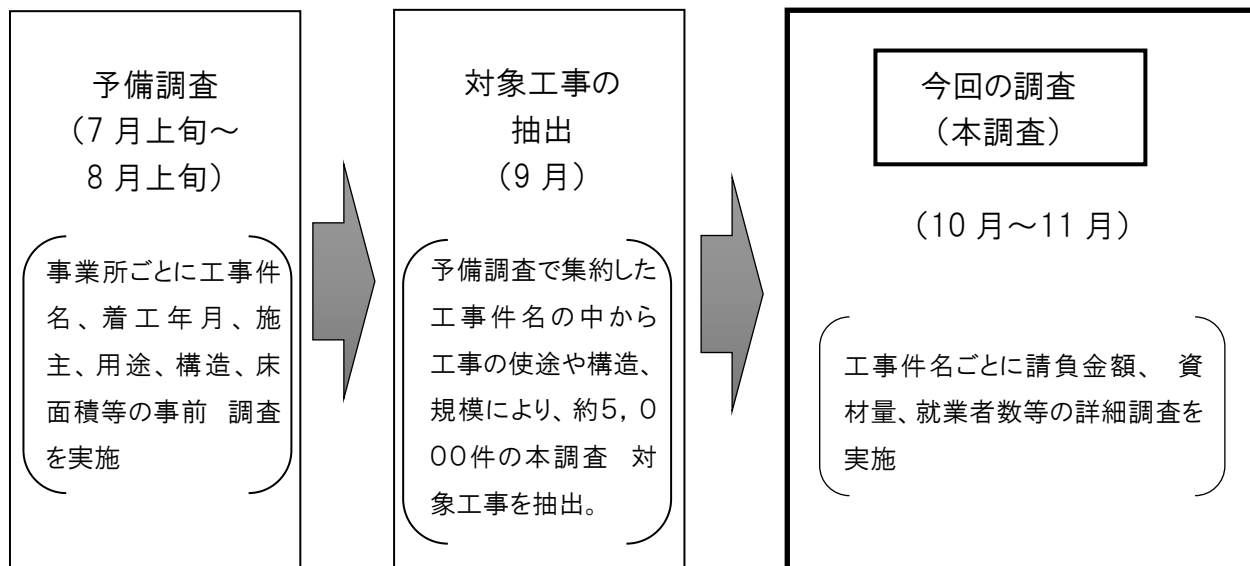 予備調査
（7月上旬～
8月上旬）
事業所ごとに工事件
名、着工年月、施
主、用途、構造、床
面積等の事前 調査
を実施
対象工事の
抽出
（9月）
予備調査で集約した
工事件名の中から
工事の使途や構造、
規模により、約５，０
００件の本調査 対
象工事を抽出。
今回の調査
（本調査）
（10月～11月）
工事件名ごとに請負金額、 資
材量、就業者数等の詳細調査を
実施